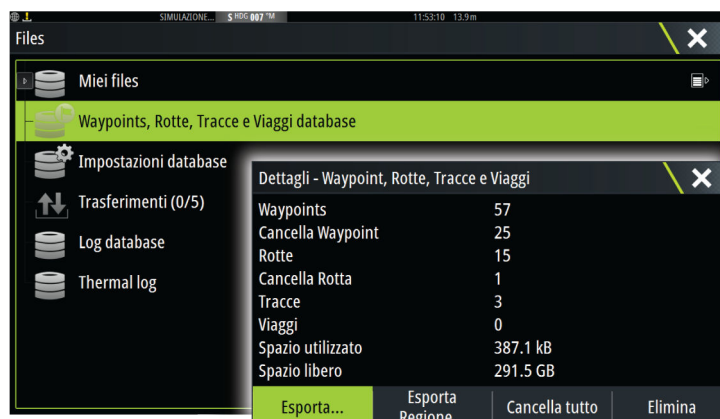 SIMULAZIONE... S HDG 007 °M 11:53:10 13.9 m
Files
Miei files
Waypoints, Rotte, Tracce e Viaggi database
Impostazioni database
Trasferimenti (0/5)
Log database
Thermal log
Dettagli - Waypoint, Rotte, Tracce e Viaggi
Waypoints 57
Cancella Waypoint 25
Rotte 15
Cancella Rotta 1
Tracce 3
Viaggi 0
Spazio utilizzato 387.1 kB
Spazio libero 291.5 GB
Esporta...
Esporta
Regione...
Cancella tutto
Elimina